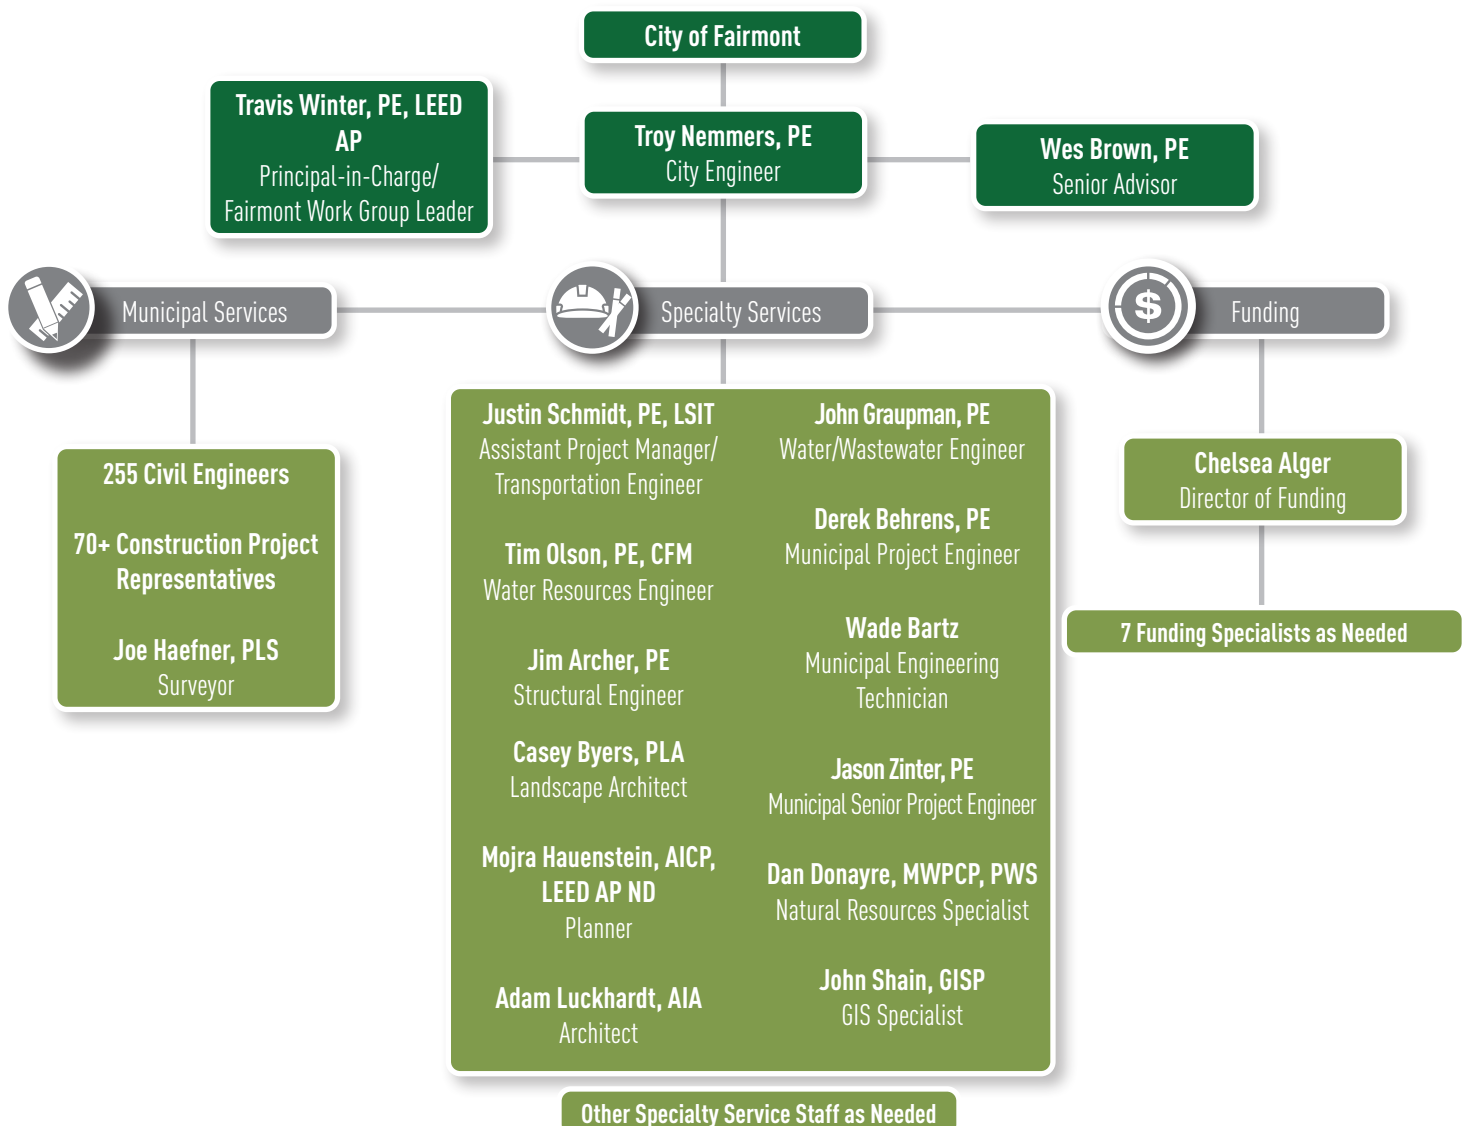 City of Fairmont
Travis Winter, PE, LEED
AP
Principal-in-Charge/
Fairmont Work Group Leader
Troy Nemmers, PE
City Engineer
Wes Brown, PE
Senior Advisor
Municipal Services
Specialty Services
$
Funding
255 Civil Engineers
70+ Construction Project
Representatives
Joe Haefner, PLS
Surveyor
Justin Schmidt, PE, LSIT
Assistant Project Manager/
Transportation Engineer
Tim Olson, PE, CFM
Water Resources Engineer
Jim Archer, PE
Structural Engineer
Casey Byers, PLA
Landscape Architect
Mojra Hauenstein, AICP,
LEED AP ND
Planner
Adam Luckhardt, AIA
Architect
John Graupman, PE
Water/Wastewater Engineer
Derek Behrens, PE
Municipal Project Engineer
Wade Bartz
Municipal Engineering
Technician
Jason Zinter, PE
Municipal Senior Project Engineer
Dan Donayre, MWPCP, PWS
Natural Resources Specialist
John Shain, GISP
GIS Specialist
Other Specialty Service Staff as Needed
Chelsea Alger
Director of Funding
7 Funding Specialists as Needed